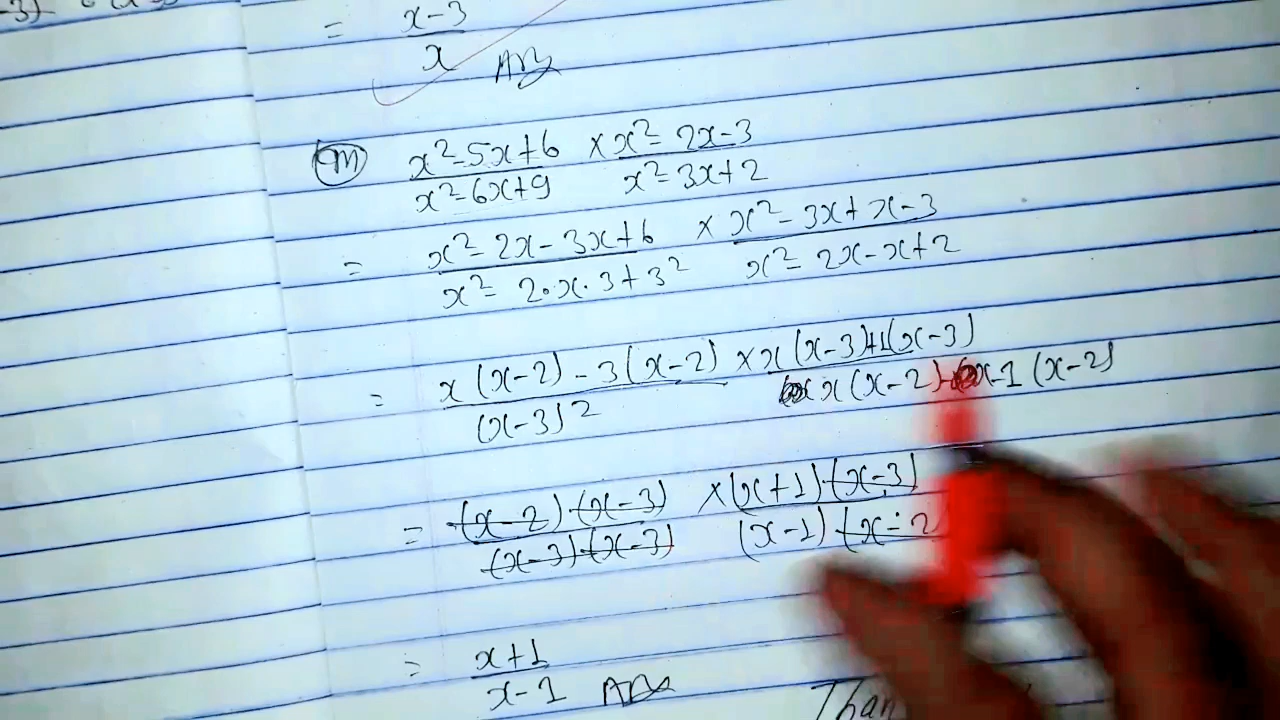 = x-3/x Ans
(m) x²-5x+6/x²-6x+9 × x²-2x-3/x²-3x+2
= x²-2x-3x+6/x²-2·x·3+3² × x²-3x+x-3/x²-2x-x+2
= x(x-2)-3(x-2)/(x-3)² × x(x-3)+1(x-3)/x(x-2)-1(x-2)
= (x-2)(x-3)/(x-3)(x-3) × (x+1)(x-3)/(x-1)(x-2
= x+1/x-1 Ans
Than